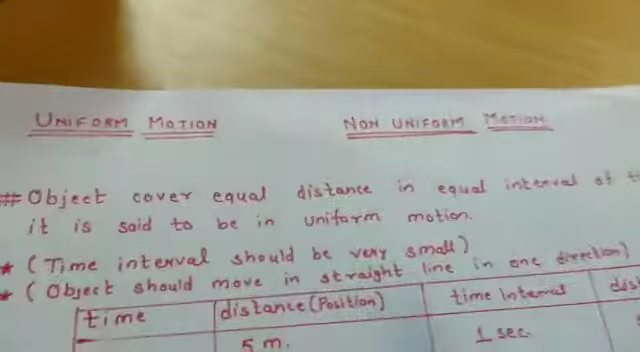 UNIFORM MOTION NON UNIFORM MOTION
# Object cover equal distance in equal interval of
it is said to be in uniform motion.
* (Time interval should be very small)
* (Object should move in straight line in one direction)
time distance (Position) time Interval
5 m. 1 sec.